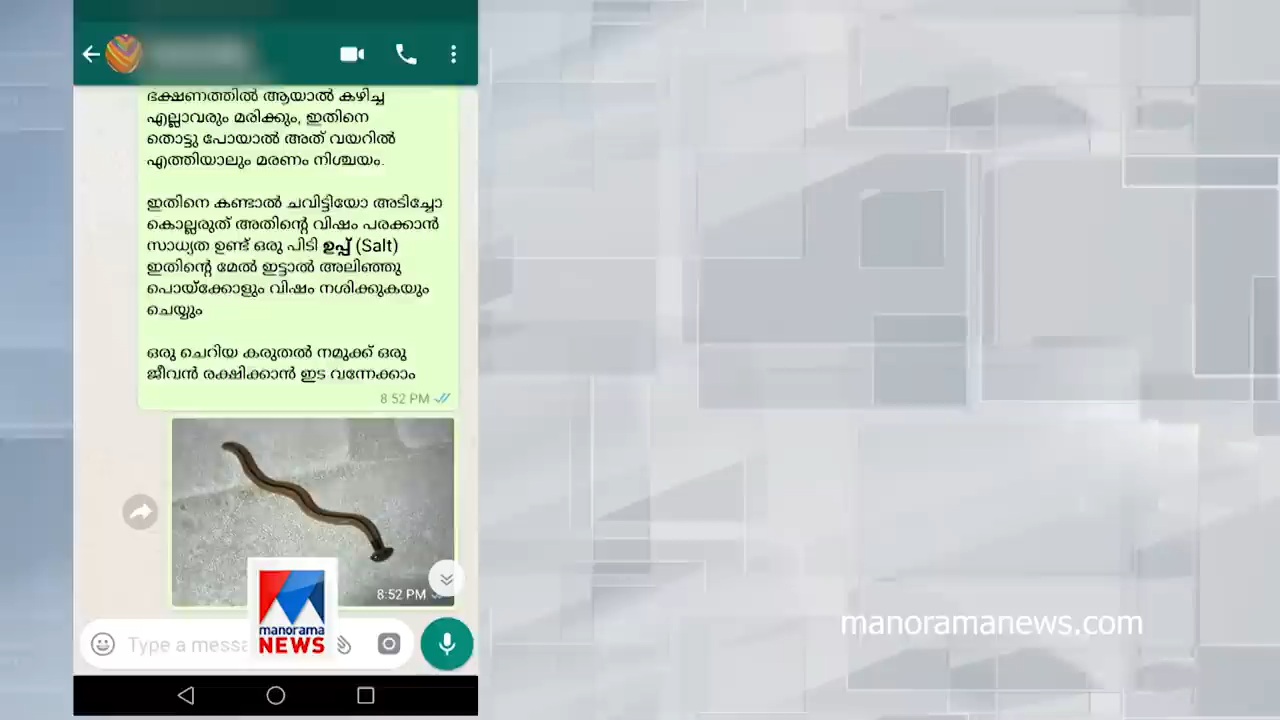 ഭക്ഷണത്തിൽ ആയാൽ കഴിച്ച
എല്ലാവരും മരിക്കും, ഇതിനെ
തൊട്ടു പോയാൽ അത് വയറിൽ
എത്തിയാലും മരണം നിശ്ചയം.
ഇതിനെ കണ്ടാൽ ചവിട്ടിയോ അടിച്ചോ
കൊല്ലരുത് അതിന്റെ വിഷം പരക്കാൻ
സാധ്യത ഉണ്ട് ഒരു പിടി ഉപ്പ് (Salt)
ഇതിന്റെ മേൽ ഇട്ടാൽ അലിഞ്ഞു
പൊയ്ക്കോളും വിഷം നശിക്കുകയും
ചെയ്യും
ഒരു ചെറിയ കരുതൽ നമുക്ക് ഒരു
ജീവൻ രക്ഷിക്കാൻ ഇട വന്നേക്കാം
8:52 PM
8:52 PM
Type a messa
manorama
NEWS
manoramanews.com